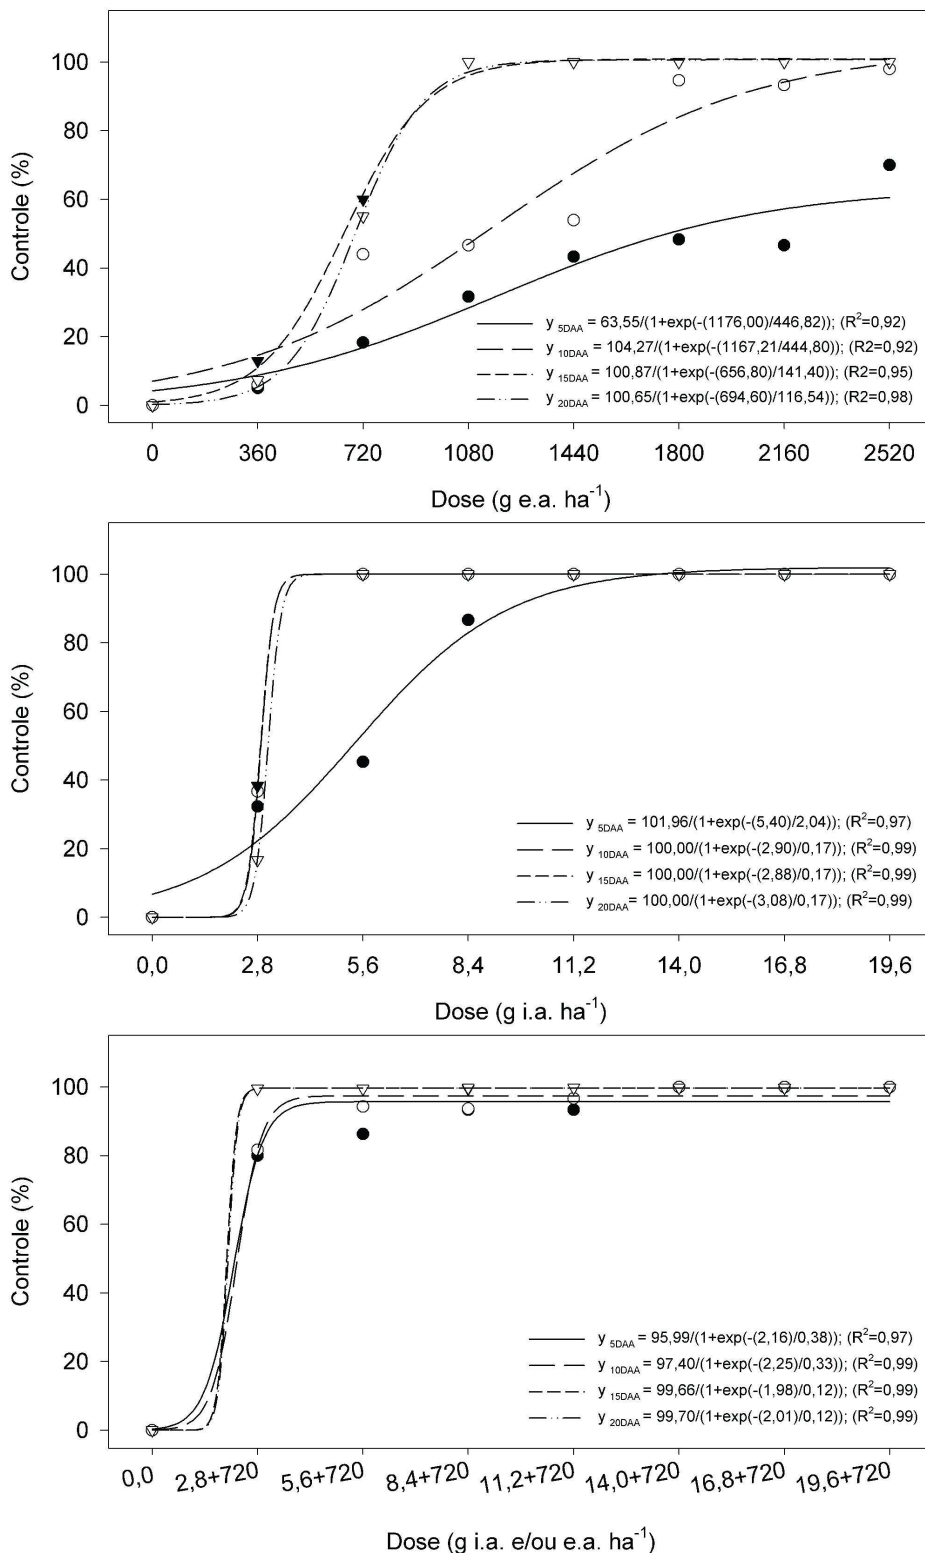 100
80
60
40
20
0
Controle (%)
y 5DAA = 63,55/(1+exp(-(1176,00)/446,82)); (R²=0,92)
y 10DAA = 104,27/(1+exp(-(1167,21/444,80)); (R2=0,92)
y 15DAA = 100,87/(1+exp(-(656,80)/141,40)); (R2=0,95)
y 20DAA = 100,65/(1+exp(-(694,60)/116,54)); (R2=0,98)
0 360 720 1080 1440 1800 2160 2520
Dose (g e.a. ha⁻¹)
100
80
60
40
20
0
Controle (%)
y 5DAA = 101,96/(1+exp(-(5,40)/2,04)); (R²=0,97)
y 10DAA = 100,00/(1+exp(-(2,90)/0,17)); (R²=0,99)
y 15DAA = 100,00/(1+exp(-(2,88)/0,17)); (R²=0,99)
y 20DAA = 100,00/(1+exp(-(3,08)/0,17)); (R²=0,99)
0,0 2,8 5,6 8,4 11,2 14,0 16,8 19,6
Dose (g i.a. ha⁻¹)
100
80
60
40
20
0
Controle (%)
y 5DAA = 95,99/(1+exp(-(2,16)/0,38)); (R²=0,97)
y 10DAA = 97,40/(1+exp(-(2,25)/0,33)); (R²=0,99)
y 15DAA = 99,66/(1+exp(-(1,98)/0,12)); (R²=0,99)
y 20DAA = 99,70/(1+exp(-(2,01)/0,12)); (R²=0,99)
0,0 2,8+720 5,6+720 8,4+720 11,2+720 14,0+720 16,8+720 19,6+720
Dose (g i.a. e/ou e.a. ha⁻¹)